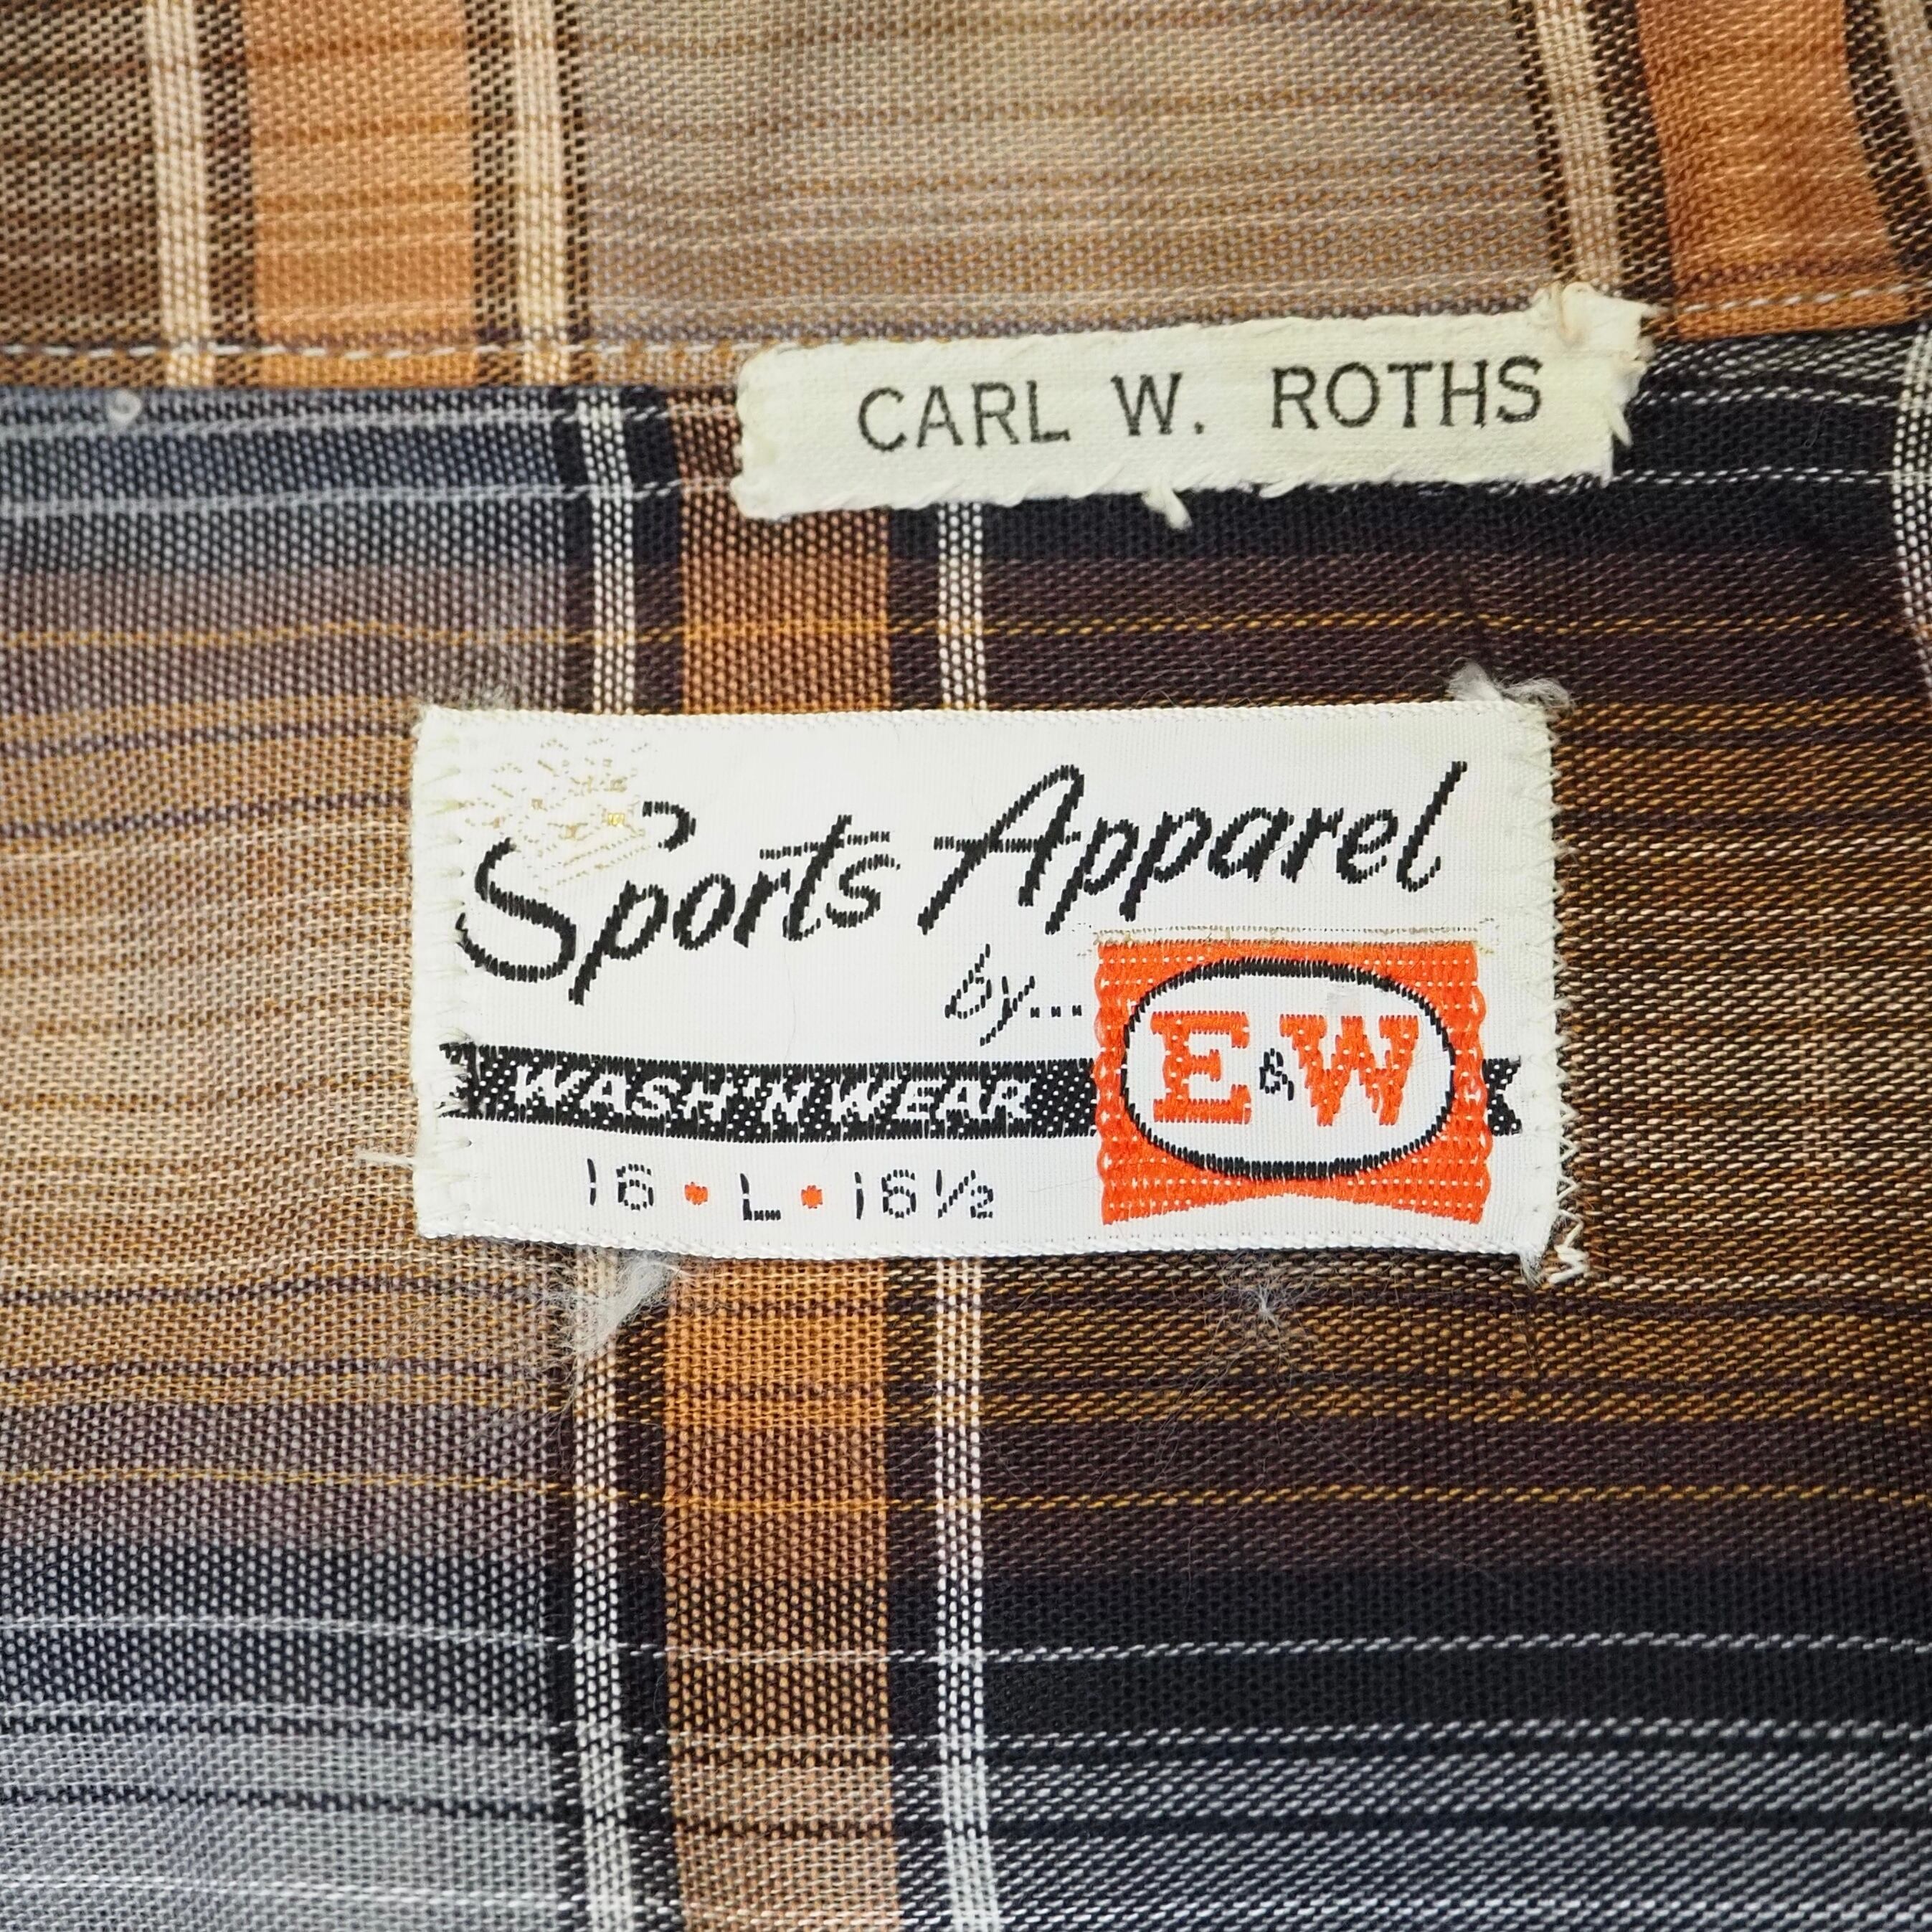 CARL W. ROTHS
Sports Apparel
by...
E&W
WASH'N WEAR
16 • L • 16½